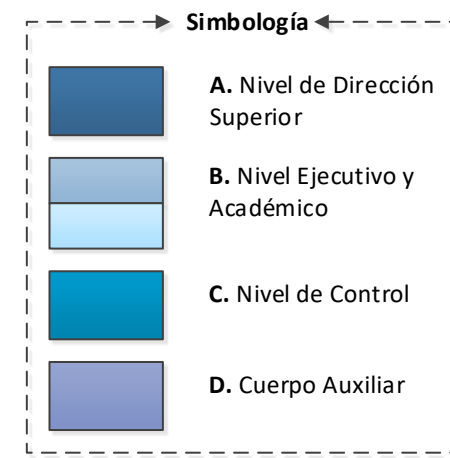 Simbología
A. Nivel de Dirección
Superior
B. Nivel Ejecutivo y
Académico
C. Nivel de Control
D. Cuerpo Auxiliar